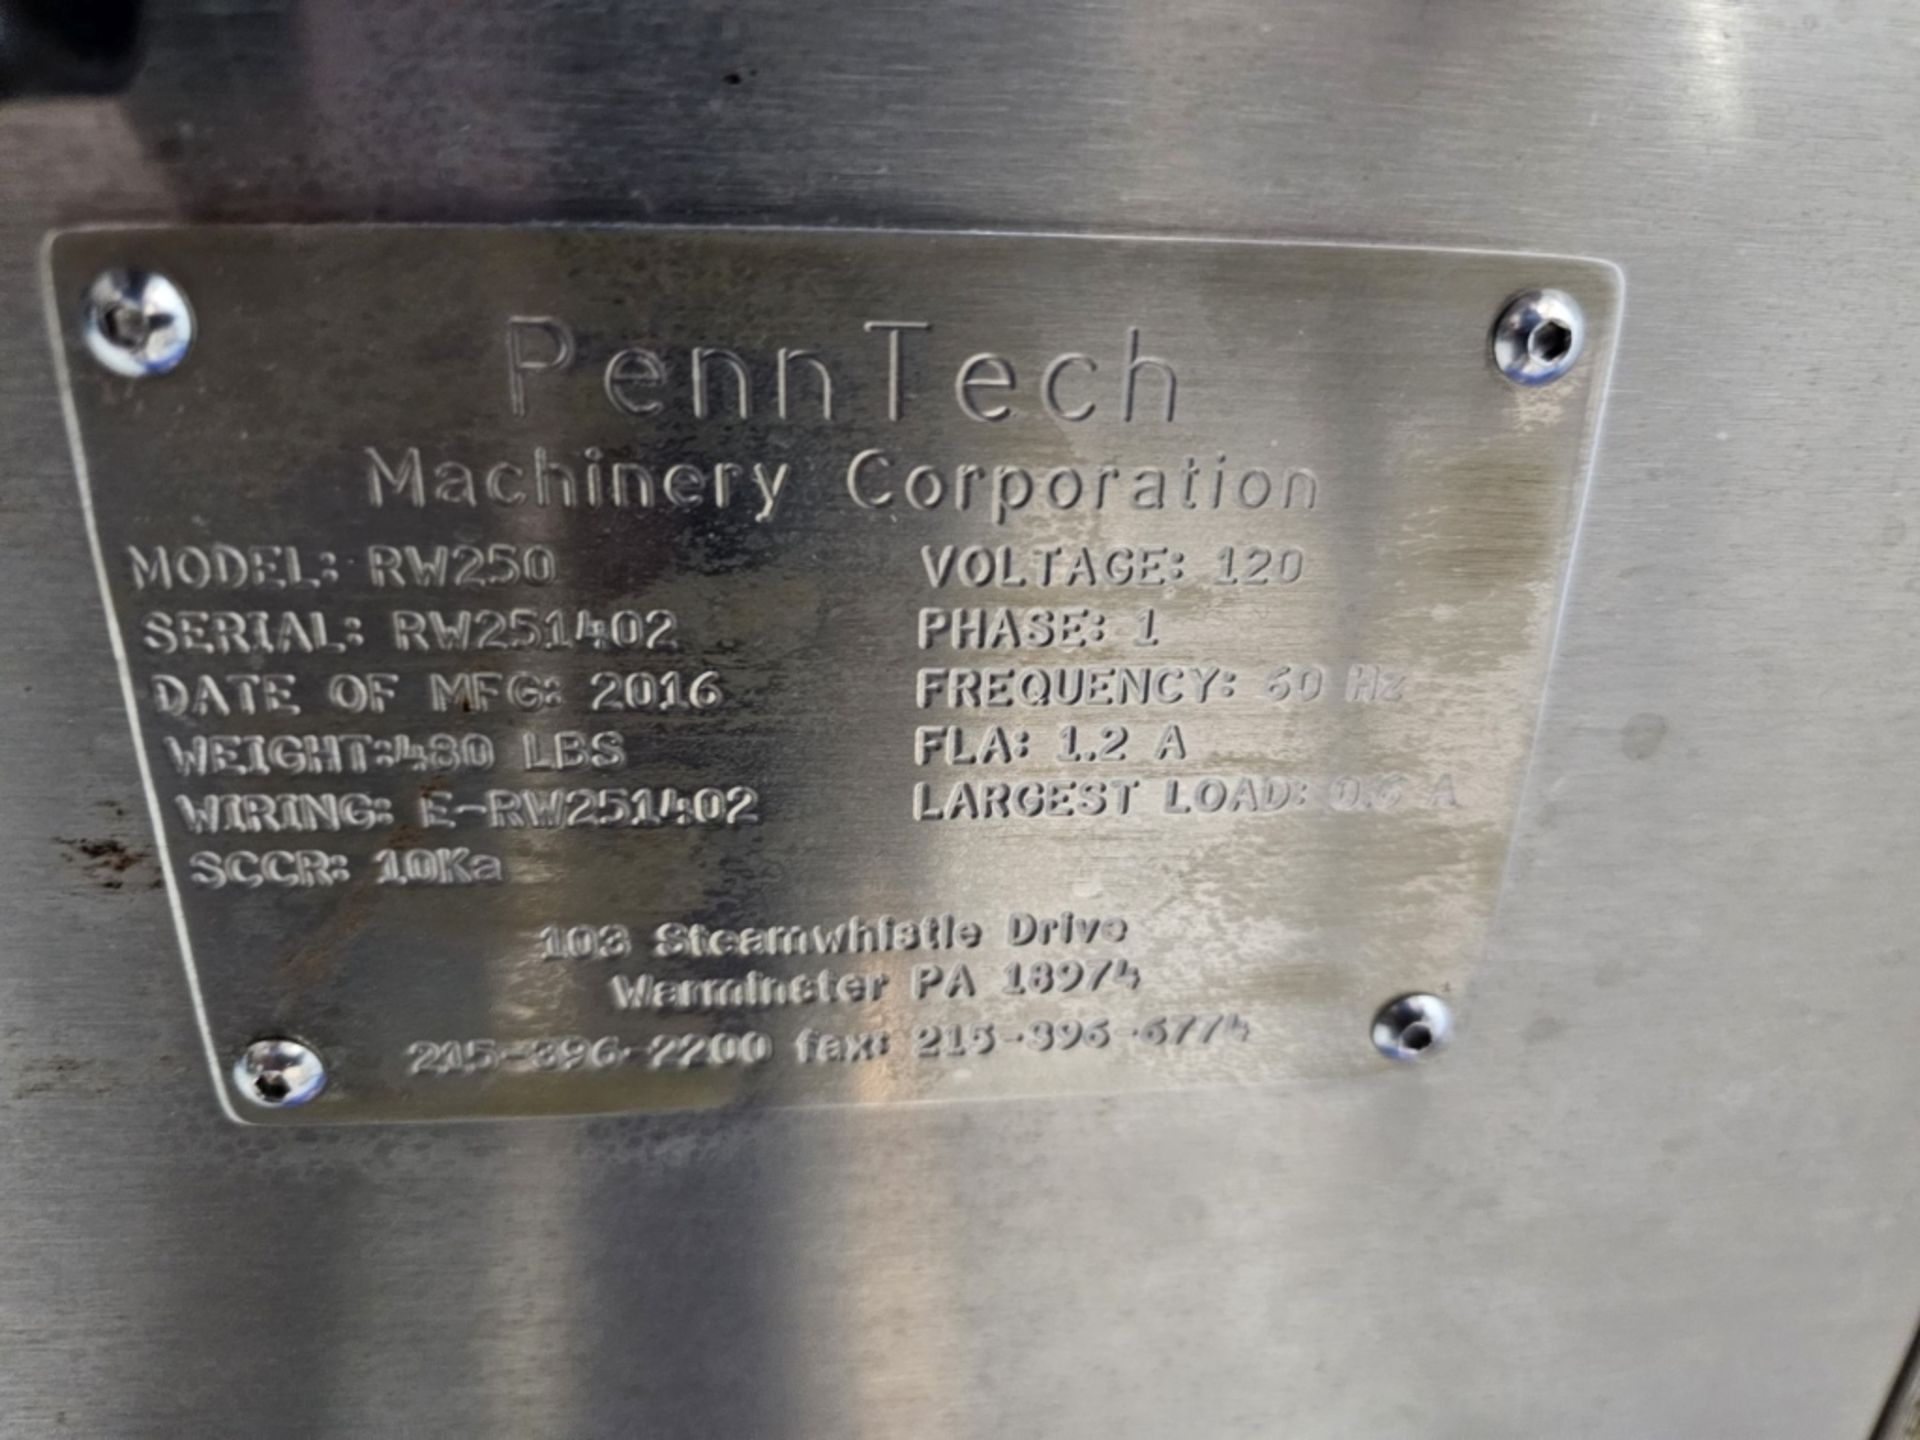 PennTech
Machinery Corporation
MODEL: RW250
SERIAL: RW251402
DATE OF MFG: 2016
WEIGHT:480 LBS
WIRING: E-RW251402
SCCR: 10Ka
VOLTAGE: 120
PHASE: 1
FREQUENCY: 60 Hz
FLA: 1.2 A
LARGEST LOAD: A
103 Steamwhistle Drive
Warminster PA 18974
215-396-2200 fax: 215-396-6774